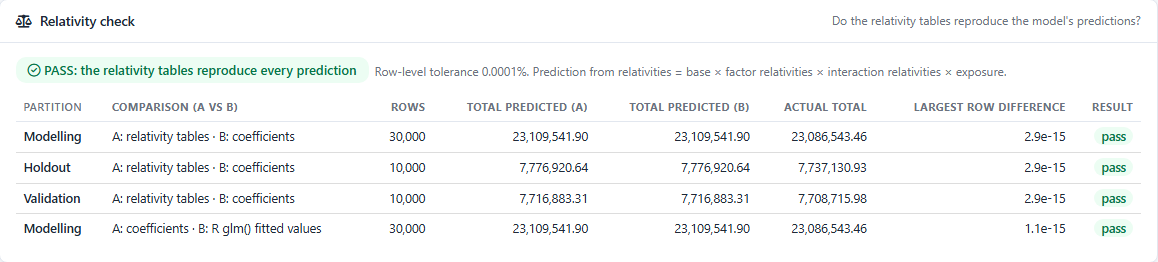 Relativity check
Do the relativity tables reproduce the model's predictions?
PASS: the relativity tables reproduce every prediction
Row-level tolerance 0.0001%. Prediction from relativities = base × factor relativities × interaction relativities × exposure.
PARTITION COMPARISON (A VS B) ROWS TOTAL PREDICTED (A) TOTAL PREDICTED (B) ACTUAL TOTAL LARGEST ROW DIFFERENCE RESULT
Modelling A: relativity tables · B: coefficients 30,000 23,109,541.90 23,109,541.90 23,086,543.46 2.9e-15 pass
Holdout A: relativity tables · B: coefficients 10,000 7,776,920.64 7,776,920.64 7,737,130.93 2.9e-15 pass
Validation A: relativity tables · B: coefficients 10,000 7,716,883.31 7,716,883.31 7,708,715.98 2.9e-15 pass
Modelling A: coefficients · B: R glm() fitted values 30,000 23,109,541.90 23,109,541.90 23,086,543.46 1.1e-15 pass